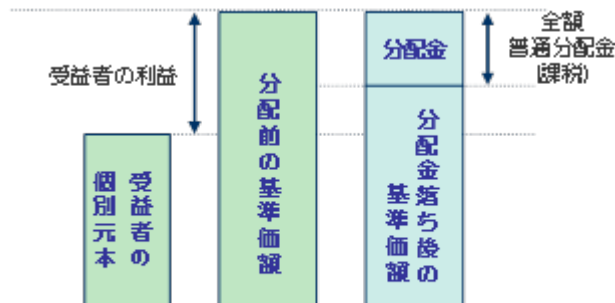 全額
普通分配金
(課税)
受益者の利益
分配金
分配前の基準価額
分配金落ち後の
基準価額
受益者の
個別元本